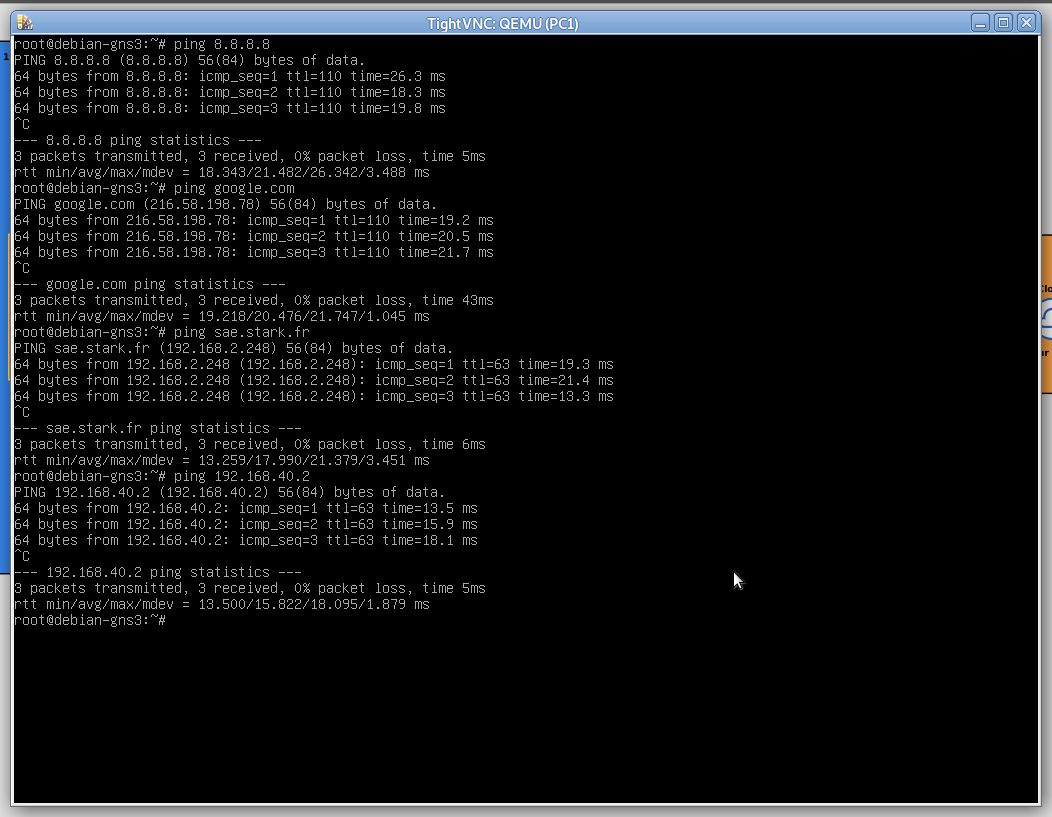 TightVNC: QEMU (PC1)
root@debian-gns3:~# ping 8.8.8.8
PING 8.8.8.8 (8.8.8.8) 56(84) bytes of data.
64 bytes from 8.8.8.8: icmp_seq=1 ttl=110 time=26.3 ms
64 bytes from 8.8.8.8: icmp_seq=2 ttl=110 time=18.3 ms
64 bytes from 8.8.8.8: icmp_seq=3 ttl=110 time=19.8 ms
^C
--- 8.8.8.8 ping statistics ---
3 packets transmitted, 3 received, 0% packet loss, time 5ms
rtt min/avg/max/mdev = 18.343/21.482/26.342/3.488 ms
root@debian-gns3:~# ping google.com
PING google.com (216.58.198.78) 56(84) bytes of data.
64 bytes from 216.58.198.78: icmp_seq=1 ttl=110 time=19.2 ms
64 bytes from 216.58.198.78: icmp_seq=2 ttl=110 time=20.5 ms
64 bytes from 216.58.198.78: icmp_seq=3 ttl=110 time=21.7 ms
^C
--- google.com ping statistics ---
3 packets transmitted, 3 received, 0% packet loss, time 43ms
rtt min/avg/max/mdev = 19.218/20.476/21.747/1.045 ms
root@debian-gns3:~# ping sae.stark.fr
PING sae.stark.fr (192.168.2.248) 56(84) bytes of data.
64 bytes from 192.168.2.248 (192.168.2.248): icmp_seq=1 ttl=63 time=19.3 ms
64 bytes from 192.168.2.248 (192.168.2.248): icmp_seq=2 ttl=63 time=21.4 ms
64 bytes from 192.168.2.248 (192.168.2.248): icmp_seq=3 ttl=63 time=13.3 ms
^C
--- sae.stark.fr ping statistics ---
3 packets transmitted, 3 received, 0% packet loss, time 6ms
rtt min/avg/max/mdev = 13.259/17.990/21.379/3.451 ms
root@debian-gns3:~# ping 192.168.40.2
PING 192.168.40.2 (192.168.40.2) 56(84) bytes of data.
64 bytes from 192.168.40.2: icmp_seq=1 ttl=63 time=13.5 ms
64 bytes from 192.168.40.2: icmp_seq=2 ttl=63 time=15.9 ms
64 bytes from 192.168.40.2: icmp_seq=3 ttl=63 time=18.1 ms
^C
--- 192.168.40.2 ping statistics ---
3 packets transmitted, 3 received, 0% packet loss, time 5ms
rtt min/avg/max/mdev = 13.500/15.822/18.095/1.879 ms
root@debian-gns3:~#